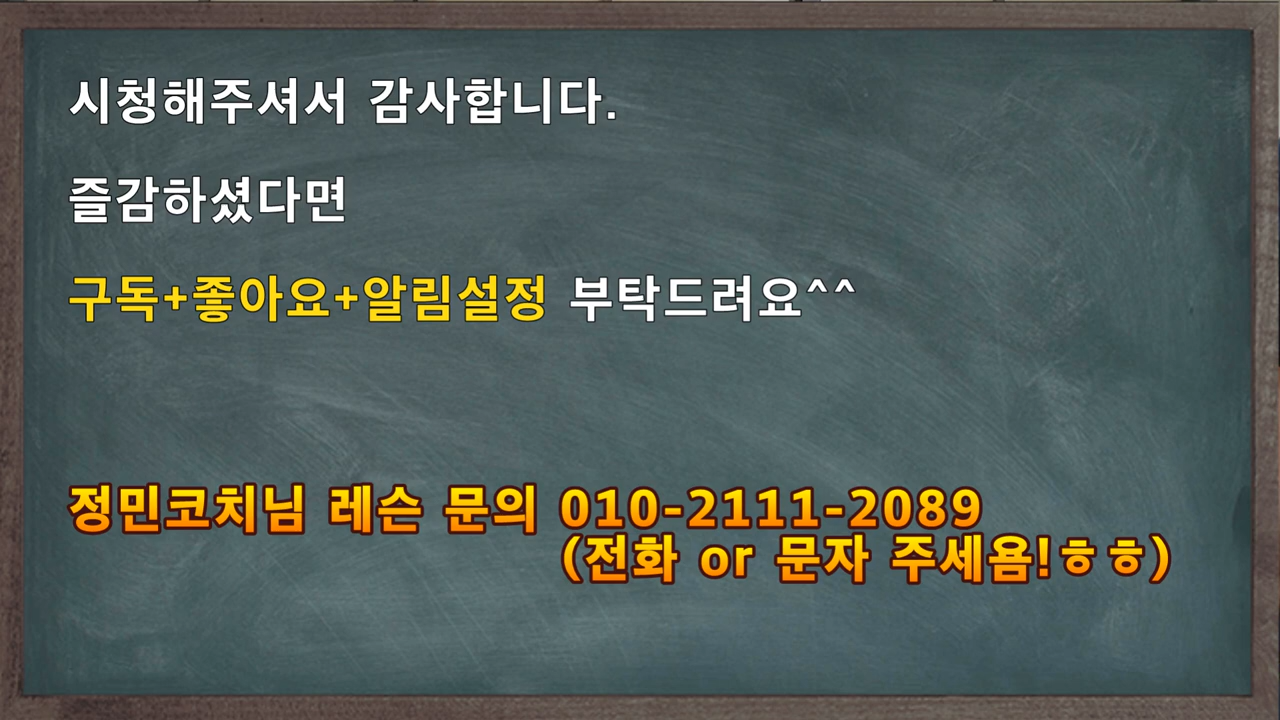 시청해주셔서 감사합니다.
즐감하셨다면
구독+좋아요+알림설정 부탁드려요^^
정민코치님 레슨 문의 010-2111-2089
(전화 or 문자 주세욤!ㅎㅎ)